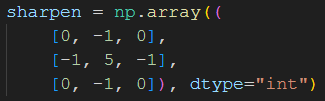 sharpen = np.array((
    [0, -1, 0],
    [-1, 5, -1],
    [0, -1, 0]), dtype="int")